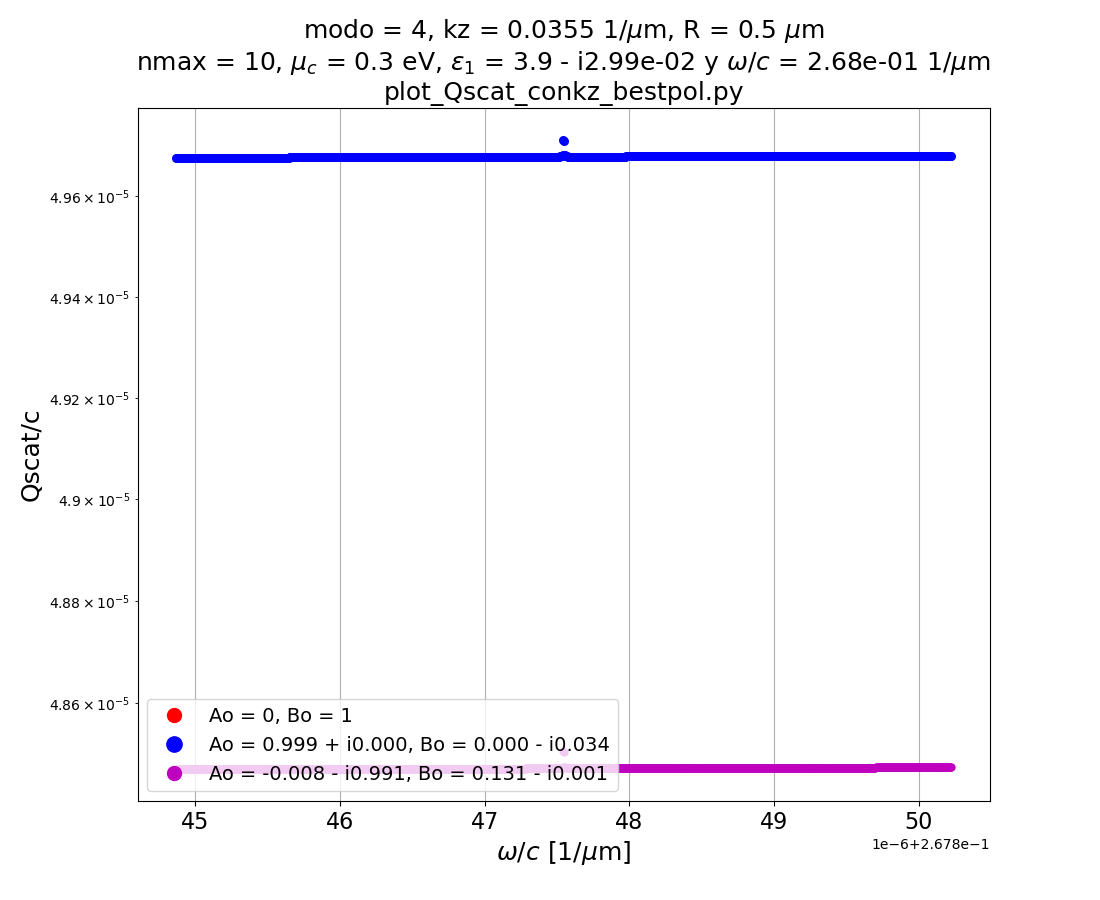 modo = 4, kz = 0.0355 1/μm, R = 0.5 μm
nmax = 10, μ_c = 0.3 eV, ε_1 = 3.9 - i2.99e-02 y ω/c = 2.68e-01 1/μm
plot_Qscat_conkz_bestpol.py
4.96 × 10^{-5}
4.94 × 10^{-5}
4.92 × 10^{-5}
4.9 × 10^{-5}
4.88 × 10^{-5}
4.86 × 10^{-5}
Qscat/c
Ao = 0, Bo = 1
Ao = 0.999 + i0.000, Bo = 0.000 - i0.034
Ao = -0.008 - i0.991, Bo = 0.131 - i0.001
45 46 47 48 49 50
1e-6+2.678e-1
ω/c [1/μm]